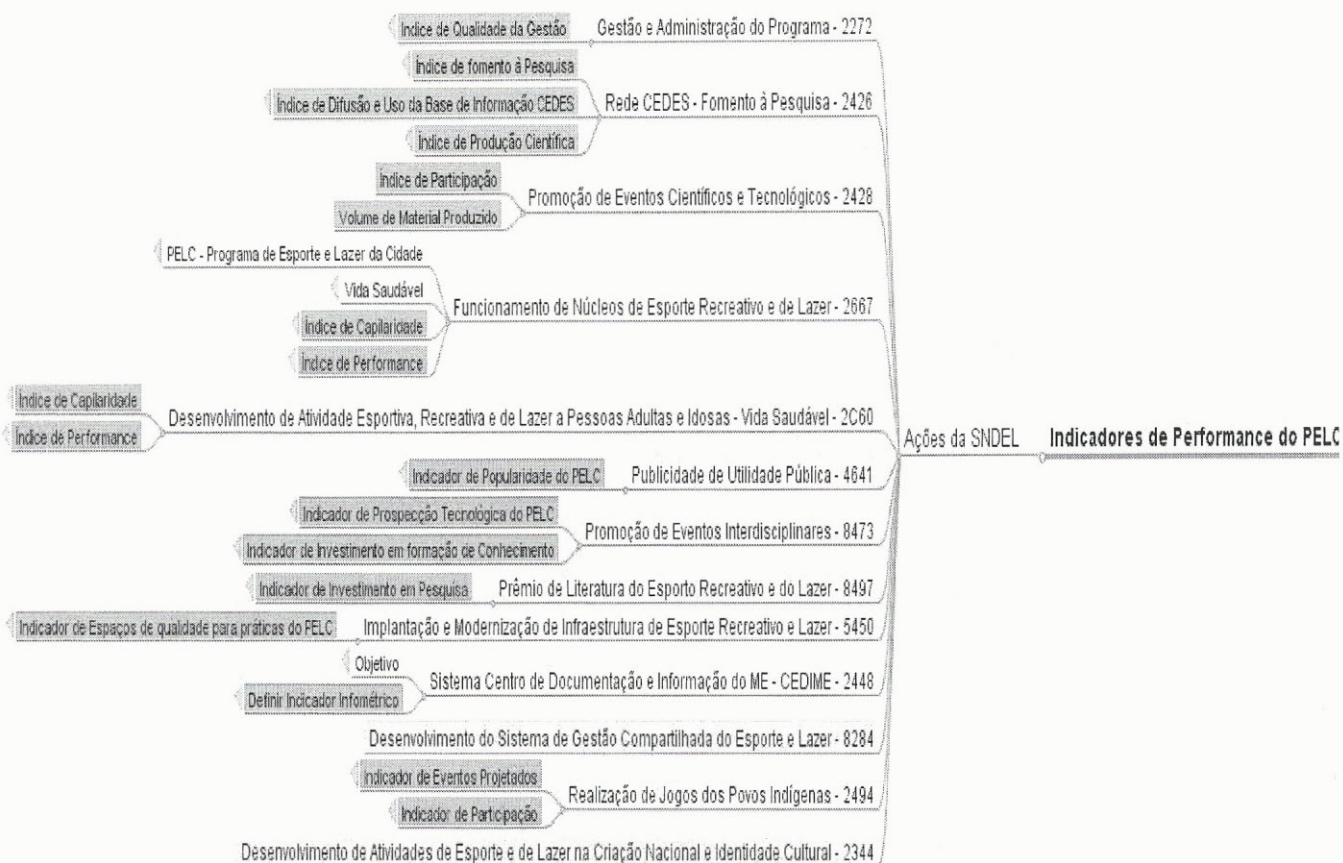 Índice de Qualidade da Gestão
Gestão e Administração do Programa - 2272
Índice de fomento à Pesquisa
Índice de Difusão e Uso da Base de Informação CEDES
Índice de Produção Científica
Rede CEDES - Fomento à Pesquisa - 2426
Índice de Participação
Volume de Material Produzido
Promoção de Eventos Científicos e Tecnológicos - 2428
PELC - Programa de Esporte e Lazer da Cidade
Vida Saudável
Índice de Capilaridade
Índice de Performance
Funcionamento de Núcleos de Esporte Recreativo e de Lazer - 2667
Índice de Capilaridade
Índice de Performance
Desenvolvimento de Atividade Esportiva, Recreativa e de Lazer a Pessoas Adultas e Idosas - Vida Saudável - 2C60
Ações da SNDEL
Indicadores de Performance do PELC
Indicador de Popularidade do PELC
Publicidade de Utilidade Pública - 4641
Indicador de Prospecção Tecnológica do PELC
Indicador de Investimento em formação de Conhecimento
Promoção de Eventos Interdisciplinares - 8473
Indicador de Investimento em Pesquisa
Prêmio de Literatura do Esporto Recreativo e do Lazer - 8497
Indicador de Espaços de qualidade para práticas do PELC
Implantação e Modernização de Infraestrutura de Esporte Recreativo e Lazer - 5450
Objetivo
Definir Indicador Infométrico
Sistema Centro de Documentação e Informação do ME - CEDIME - 2448
Desenvolvimento do Sistema de Gestão Compartilhada do Esporte e Lazer - 8284
Indicador de Eventos Projetados
Indicador de Participação
Realização de Jogos dos Povos Indígenas - 2494
Desenvolvimento de Atividades de Esporte e de Lazer na Criação Nacional e Identidade Cultural - 2344